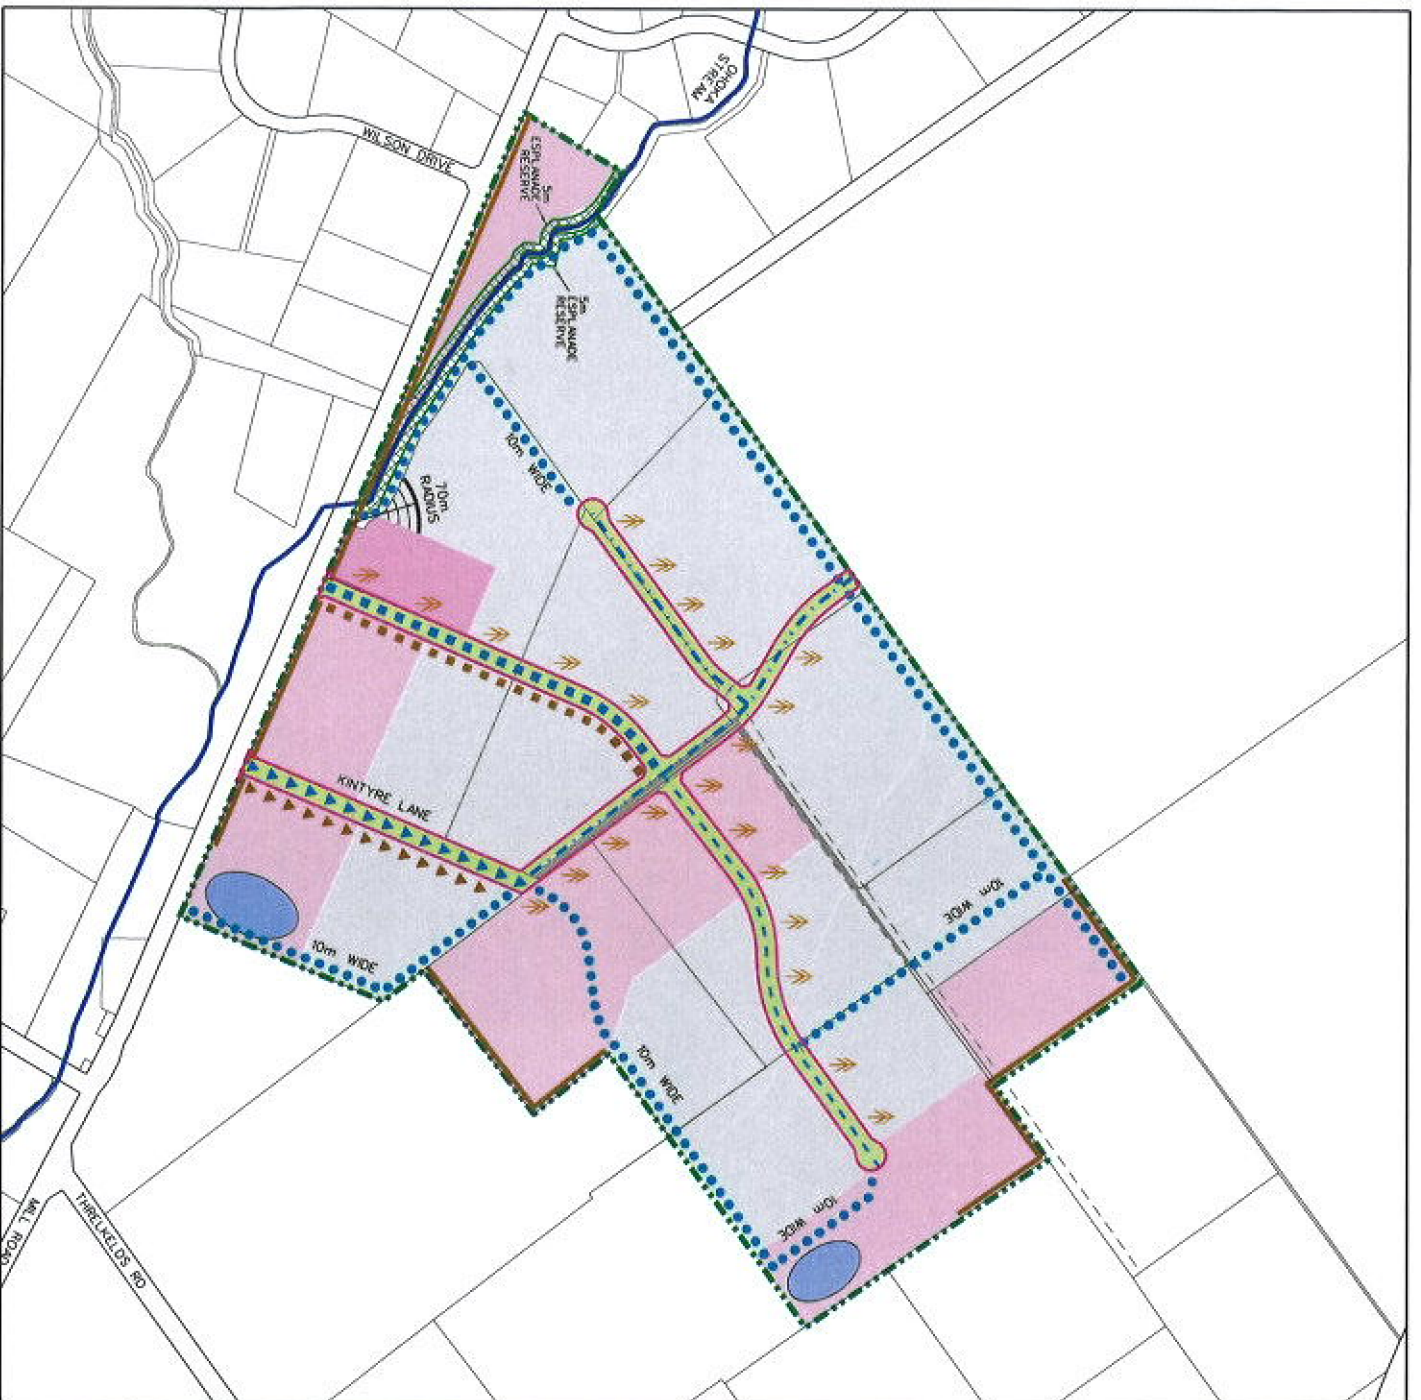 OHOKA
STREAM
WILSON DRIVE
5m
ESPLANADE
RESERVE
5m
ESPLANADE
RESERVE
10m WIDE
70m
RADIUS
KINTYRE LANE
10m WIDE
10m
WIDE
10m WIDE
10m
WIDE
MILL ROAD
THRELKELDS RD